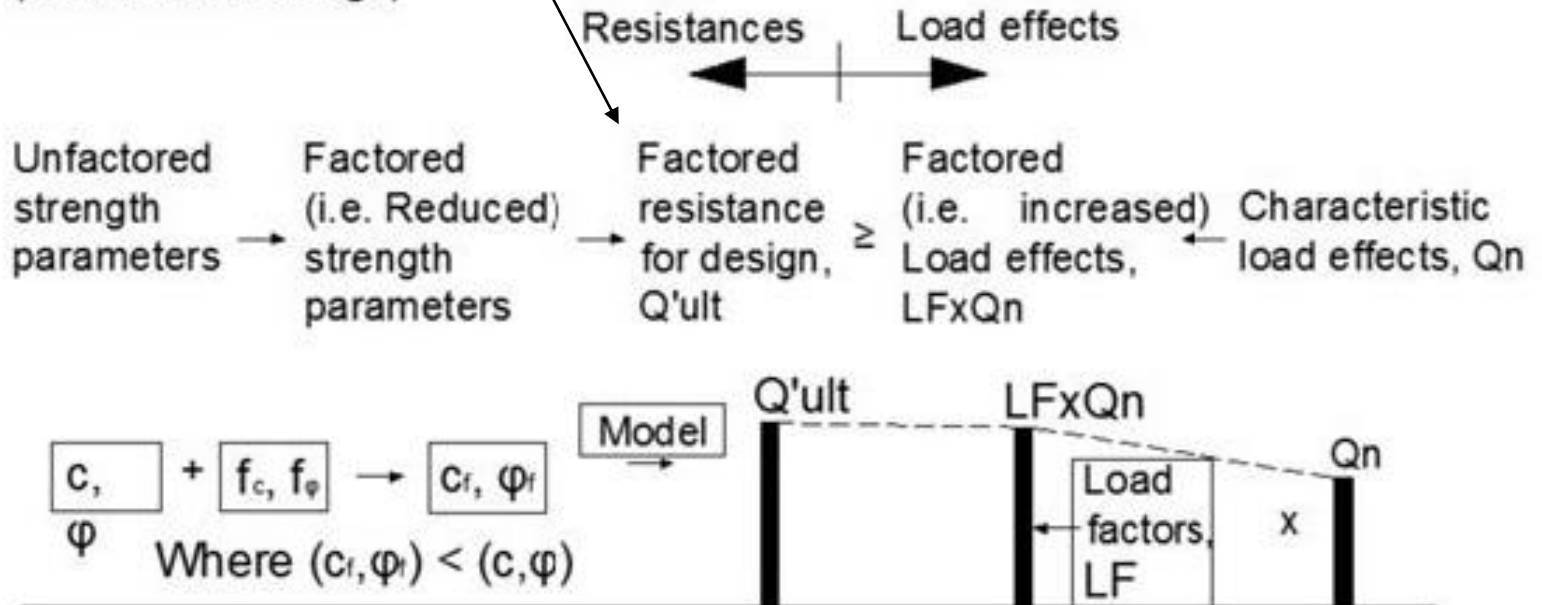 Resistances Load effects
Unfactored strength parameters
Factored (i.e. Reduced) strength parameters
Factored resistance for design, Q'ult
≥
Factored (i.e. increased) Load effects, LFxQn
Characteristic load effects, Qn
c, φ + fc, fφ → cf, φf
Where (cf,φf) < (c,φ)
Model
Q'ult
LFxQn
Load factors, LF
x
Qn